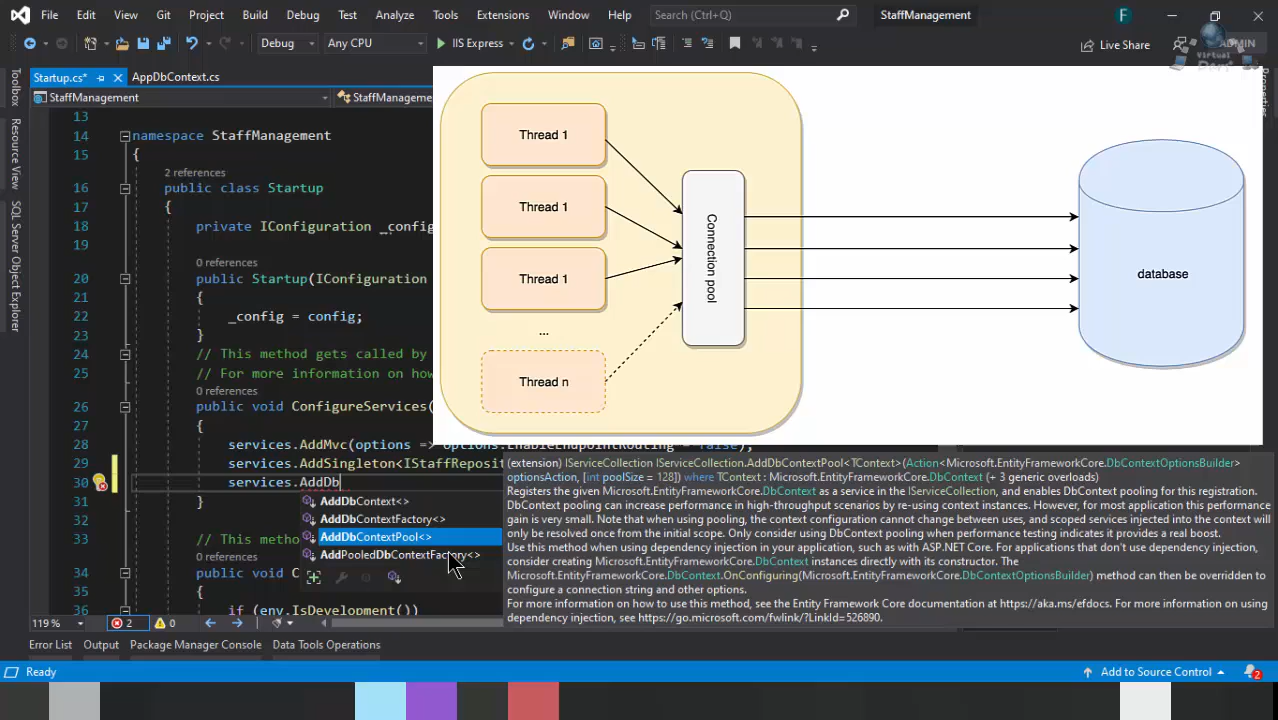 File Edit View Git Project Build Debug Test Analyze Tools Extensions Window Help Search (Ctrl+Q) StaffManagement F
Debug Any CPU IIS Express Live Share ADMIN
Virtual
Startup.cs* AppDbContext.cs
StaffManagement StaffManageme
Toolbox
Resource View
SQL Server Object Explorer
Properties
13
14 namespace StaffManagement
15 {
2 references
16 public class Startup
17 {
18 private IConfiguration _config
19
0 references
20 public Startup(IConfiguration
21 {
22 _config = config;
23 }
24 // This method gets called by
25 // For more information on how
0 references
26 public void ConfigureServices(
27 {
28 services.AddMvc(options => options.EnableEndpointRouting = false);
29 services.AddSingleton<IStaffReposit
30 services.AddDb
31 }
32
33 // This metho
0 references
34 public void C
35 {
36 if (env.IsDevelopment())
AddDbContext<>
AddDbContextFactory<>
AddDbContextPool<>
AddPooledDbContextFactory<>
Thread 1
Thread 1
Thread 1
...
Thread n
Connection pool
database
(extension) IServiceCollection IServiceCollection.AddDbContextPool<TContext>(Action<Microsoft.EntityFrameworkCore.DbContextOptionsBuilder>
optionsAction, [int poolSize = 128]) where TContext : Microsoft.EntityFrameworkCore.DbContext (+ 3 generic overloads)
Registers the given Microsoft.EntityFrameworkCore.DbContext as a service in the IServiceCollection, and enables DbContext pooling for this registration.
DbContext pooling can increase performance in high-throughput scenarios by re-using context instances. However, for most application this performance
gain is very small. Note that when using pooling, the context configuration cannot change between uses, and scoped services injected into the context will
only be resolved once from the initial scope. Only consider using DbContext pooling when performance testing indicates it provides a real boost.
Use this method when using dependency injection in your application, such as with ASP.NET Core. For applications that don't use dependency injection,
consider creating Microsoft.EntityFrameworkCore.DbContext instances directly with its constructor. The
Microsoft.EntityFrameworkCore.DbContext.OnConfiguring(Microsoft.EntityFrameworkCore.DbContextOptionsBuilder) method can then be overridden to
configure a connection string and other options.
For more information on how to use this method, see the Entity Framework Core documentation at https://aka.ms/efdocs. For more information on using
dependency injection, see https://go.microsoft.com/fwlink/?LinkId=526890.
119 % 2 0
Error List Output Package Manager Console Data Tools Operations
Ready Add to Source Control 2